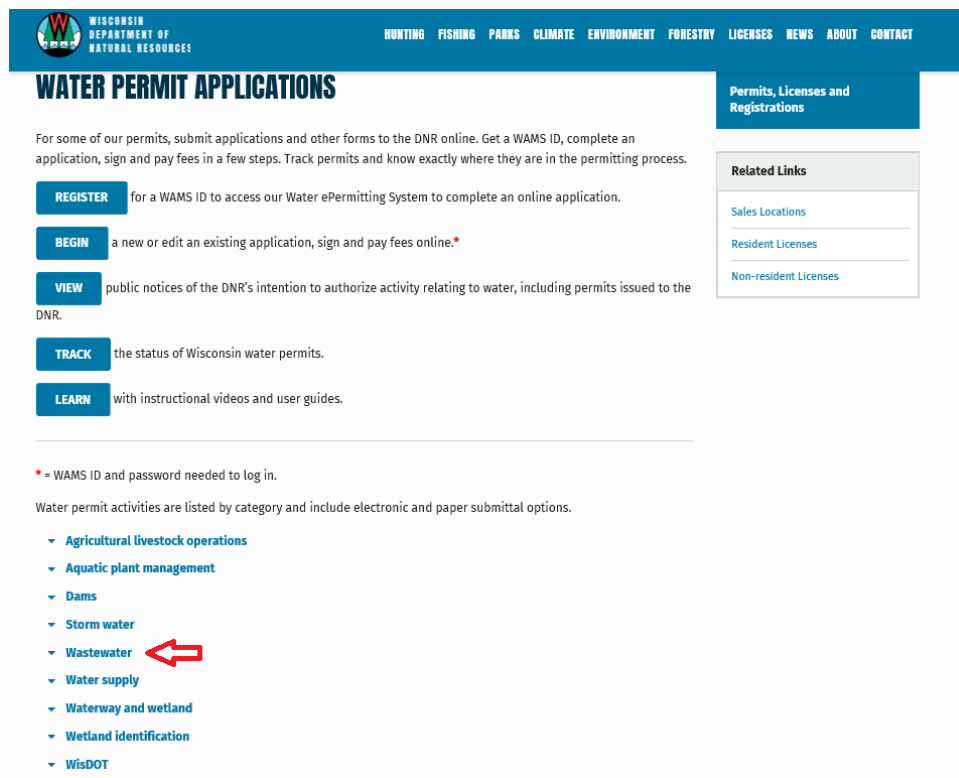 WISCONSIN
DEPARTMENT OF
NATURAL RESOURCES
HUNTING FISHING PARKS CLIMATE ENVIRONMENT FORESTRY LICENSES NEWS ABOUT CONTACT
WATER PERMIT APPLICATIONS
For some of our permits, submit applications and other forms to the DNR online. Get a WAMS ID, complete an
application, sign and pay fees in a few steps. Track permits and know exactly where they are in the permitting process.
REGISTER for a WAMS ID to access our Water ePermitting System to complete an online application.
BEGIN a new or edit an existing application, sign and pay fees online.*
VIEW public notices of the DNR's intention to authorize activity relating to water, including permits issued to the
DNR.
TRACK the status of Wisconsin water permits.
LEARN with instructional videos and user guides.
* = WAMS ID and password needed to log in.
Water permit activities are listed by category and include electronic and paper submittal options.
Agricultural livestock operations
Aquatic plant management
Dams
Storm water
Wastewater
Water supply
Waterway and wetland
Wetland identification
WisDOT
Permits, Licenses and
Registrations
Related Links
Sales Locations
Resident Licenses
Non-resident Licenses